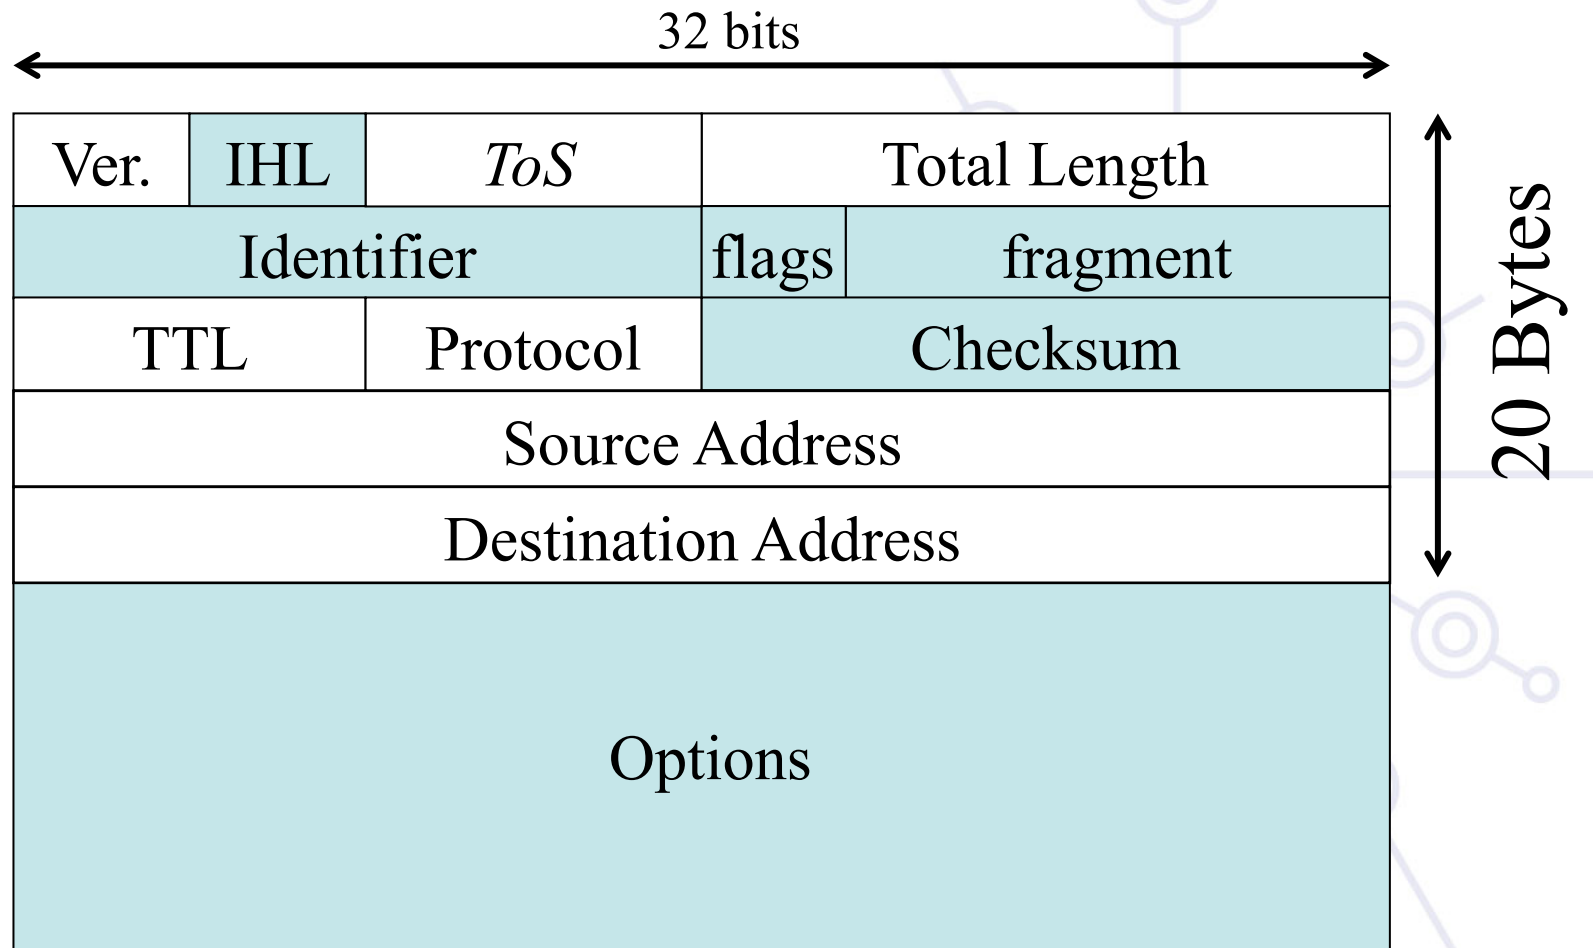 32 bits
Ver. IHL ToS Total Length
Identifier flags fragment
TTL Protocol Checksum
Source Address
Destination Address
Options
20 Bytes